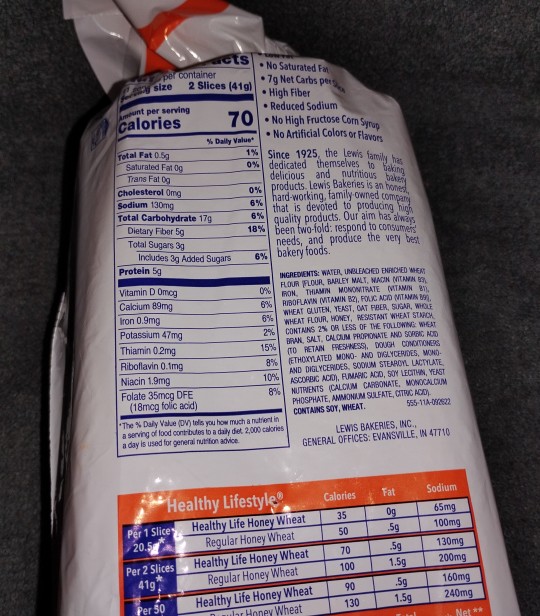 per container
size 2 Slices (41g)
Amount per serving
Calories 70
% Daily Value*
Total Fat 0.5g 1%
Saturated Fat 0g 0%
Trans Fat 0g
Cholesterol 0mg 0%
Sodium 130mg 6%
Total Carbohydrate 17g 6%
Dietary Fiber 5g 18%
Total Sugars 3g
Includes 3g Added Sugars 6%
Protein 5g
Vitamin D 0mcg 0%
Calcium 89mg 6%
Iron 0.9mg 6%
Potassium 47mg 2%
Thiamin 0.2mg 15%
Riboflavin 0.1mg 8%
Niacin 1.9mg 10%
Folate 35mcg DFE 8%
(18mcg folic acid)
*The % Daily Value (DV) tells you how much a nutrient in
a serving of food contributes to a daily diet. 2,000 calories
a day is used for general nutrition advice.
• No Saturated Fat
• 7g Net Carbs per
• High Fiber
• Reduced Sodium
• No High Fructose Corn Syrup
• No Artificial Colors or Flavors
Since 1925, the Lewis family has
dedicated themselves to baking
delicious and nutritious bakery
products. Lewis Bakeries is an honest,
hard-working, family-owned company
that is devoted to producing high
quality products. Our aim has always
been two-fold: respond to consumers'
needs, and produce the very best
bakery foods.
INGREDIENTS: WATER, UNBLEACHED ENRICHED WHEAT
FLOUR [FLOUR, BARLEY MALT, NIACIN (VITAMIN B3),
IRON, THIAMIN MONONITRATE (VITAMIN B1),
RIBOFLAVIN (VITAMIN B2), FOLIC ACID (VITAMIN B9)],
WHEAT GLUTEN, YEAST, OAT FIBER, SUGAR, WHOLE
WHEAT FLOUR, HONEY, RESISTANT WHEAT STARCH,
CONTAINS 2% OR LESS OF THE FOLLOWING: WHEAT
BRAN, SALT, CALCIUM PROPIONATE AND SORBIC ACID
(TO RETAIN FRESHNESS), DOUGH CONDITIONERS
(ETHOXYLATED MONO- AND DIGLYCERIDES, MONO-
AND DIGLYCERIDES, SODIUM STEAROYL LACTYLATE,
ASCORBIC ACID), FUMARIC ACID, SOY LECITHIN, YEAST
NUTRIENTS (CALCIUM CARBONATE, MONOCALCIUM
PHOSPHATE, AMMONIUM SULFATE, CITRIC ACID).
CONTAINS SOY, WHEAT. 555-11A-092622
LEWIS BAKERIES, INC.,
GENERAL OFFICES: EVANSVILLE, IN 47710
Healthy Lifestyle® Calories Fat Sodium
Per 1 Slice* Healthy Life Honey Wheat 35 0g 65mg
20.5g Regular Honey Wheat 50 .5g 100mg
Per 2 Slices Healthy Life Honey Wheat 70 .5g 130mg
41g* Regular Honey Wheat 100 1.5g 200mg
Per 50 Healthy Life Honey Wheat 90 .5g 160mg
Regular Honey Wheat 130 1.5g 240mg
Net **